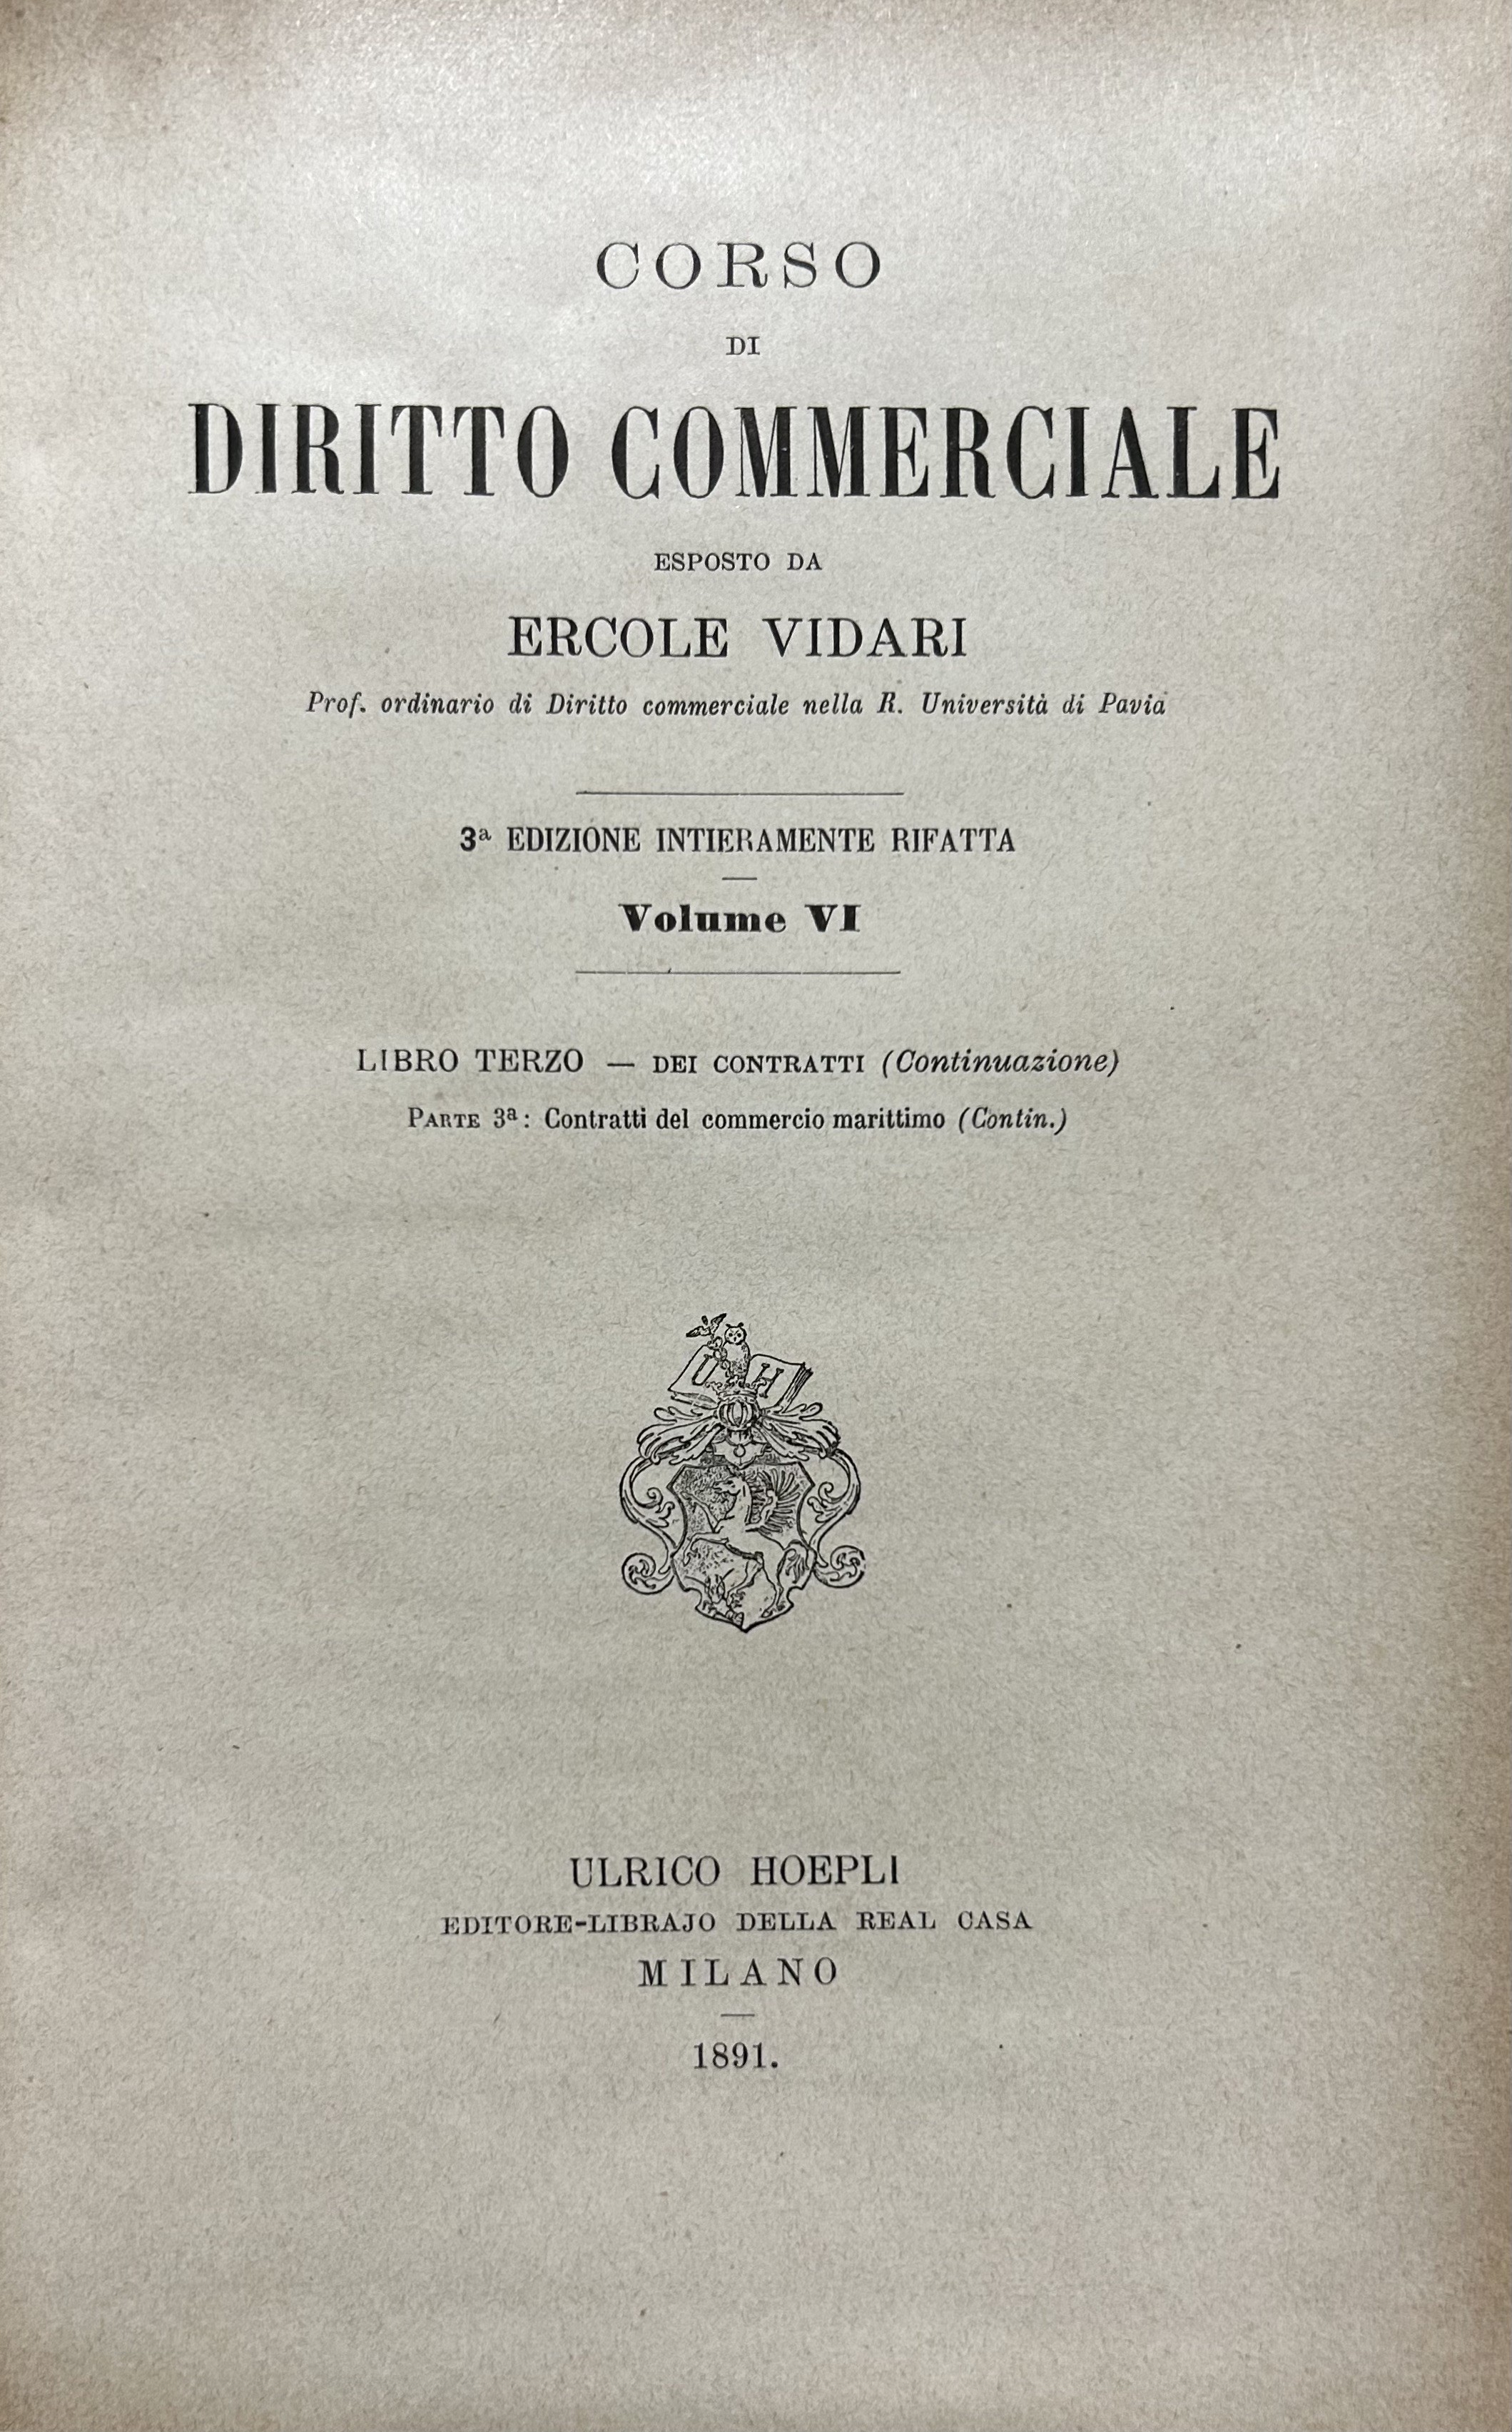 CORSO
DI
DIRITTO COMMERCIALE
ESPOSTO DA
ERCOLE VIDARI
Prof. ordinario di Diritto commerciale nella R. Università di Pavia
3ª EDIZIONE INTIERAMENTE RIFATTA
Volume VI
LIBRO TERZO — DEI CONTRATTI (Continuazione)
PARTE 3ª: Contratti del commercio marittimo (Contin.)
U H
ULRICO HOEPLI
EDITORE-LIBRAJO DELLA REAL CASA
MILANO
1891.